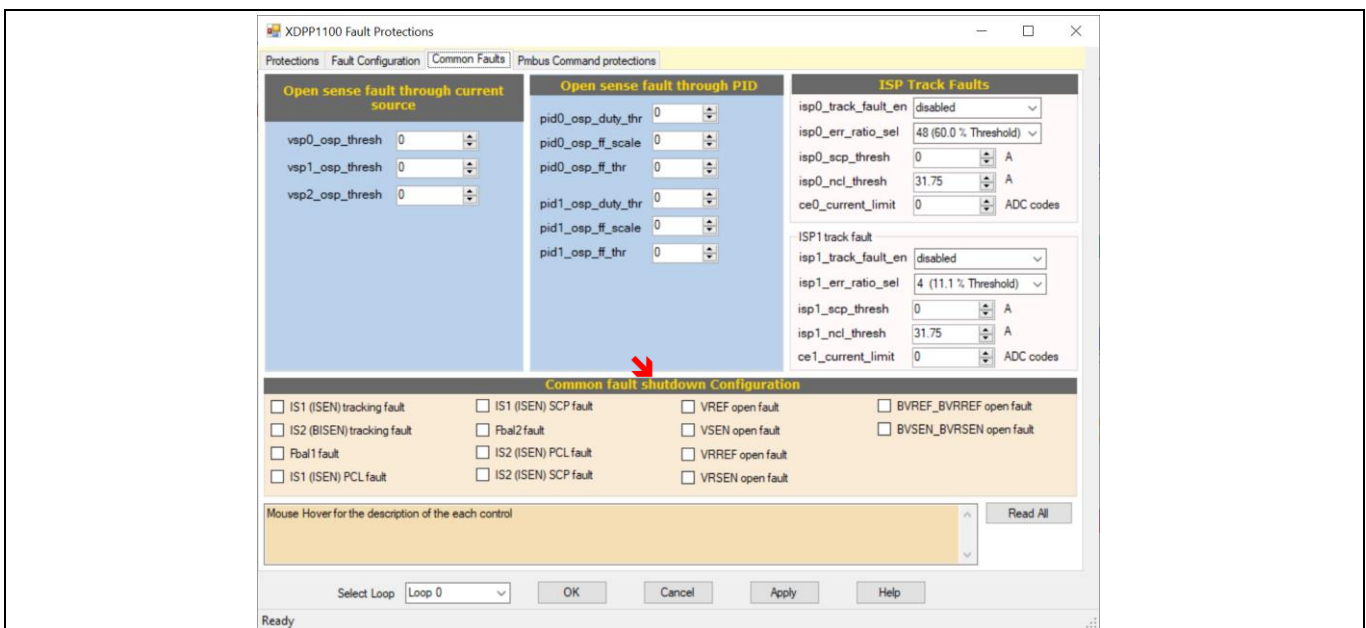 XDPP1100 Fault Protections
Protections Fault Configuration Common Faults Pmbus Command protections
Open sense fault through current
source
vsp0_osp_thresh 0
vsp1_osp_thresh 0
vsp2_osp_thresh 0
Open sense fault through PID
pid0_osp_duty_thr 0
pid0_osp_ff_scale 0
pid0_osp_ff_thr 0
pid1_osp_duty_thr 0
pid1_osp_ff_scale 0
pid1_osp_ff_thr 0
ISP Track Faults
isp0_track_fault_en disabled
isp0_err_ratio_sel 48 (60.0 % Threshold)
isp0_scp_thresh 0 A
isp0_ncl_thresh 31.75 A
ce0_current_limit 0 ADC codes
ISP1 track fault
isp1_track_fault_en disabled
isp1_err_ratio_sel 4 (11.1 % Threshold)
isp1_scp_thresh 0 A
isp1_ncl_thresh 31.75 A
ce1_current_limit 0 ADC codes
Common fault shutdown Configuration
IS1 (ISEN) tracking fault IS1 (ISEN) SCP fault VREF open fault BVREF_BVRREF open fault
IS2 (BISEN) tracking fault Fbal2 fault VSEN open fault BVSEN_BVRSEN open fault
Fbal1 fault IS2 (ISEN) PCL fault VRREF open fault
IS1 (ISEN) PCL fault IS2 (ISEN) SCP fault VRSEN open fault
Mouse Hover for the description of the each control
Read All
Select Loop Loop 0 OK Cancel Apply Help
Ready